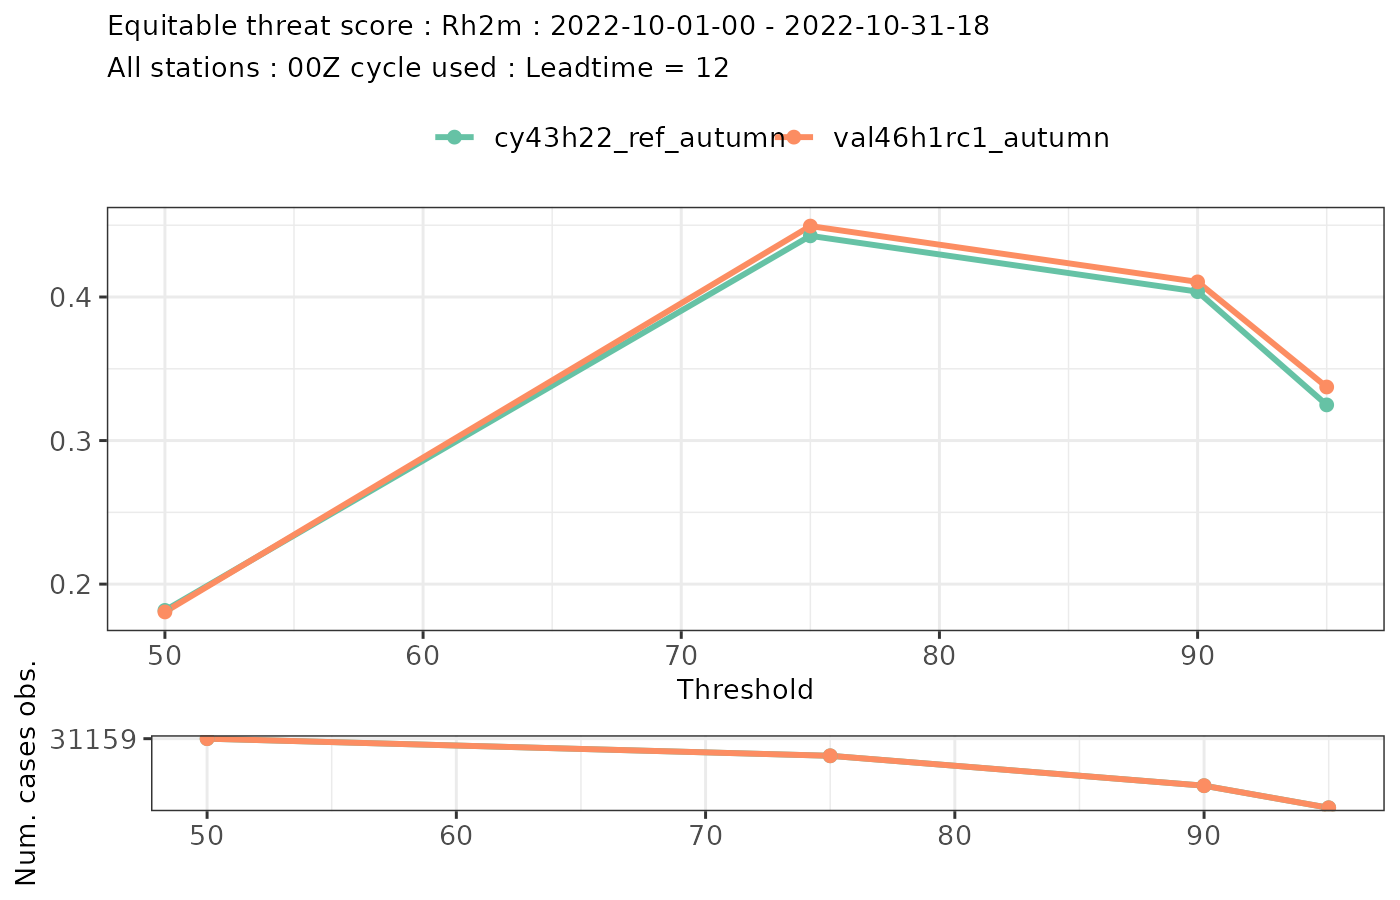 Equitable threat score : Rh2m : 2022-10-01-00 - 2022-10-31-18
All stations : 00Z cycle used : Leadtime = 12
cy43h22_ref_autumn val46h1rc1_autumn
0.4
0.3
0.2
50 60 70 80 90
Threshold
Num. cases obs.
31159
50 60 70 80 90